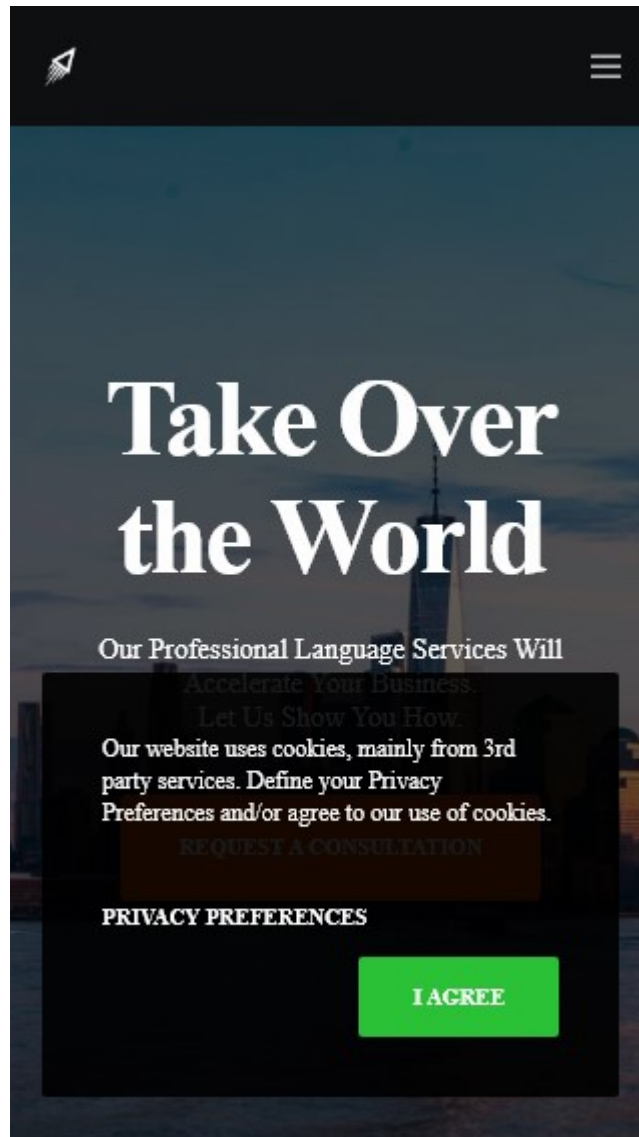 Take Over
the World
Our Professional Language Services Will
Accelerate Your Business.
Let Us Show You How.
Our website uses cookies, mainly from 3rd
party services. Define your Privacy
Preferences and/or agree to our use of cookies.
REQUEST A CONSULTATION
PRIVACY PREFERENCES
I AGREE